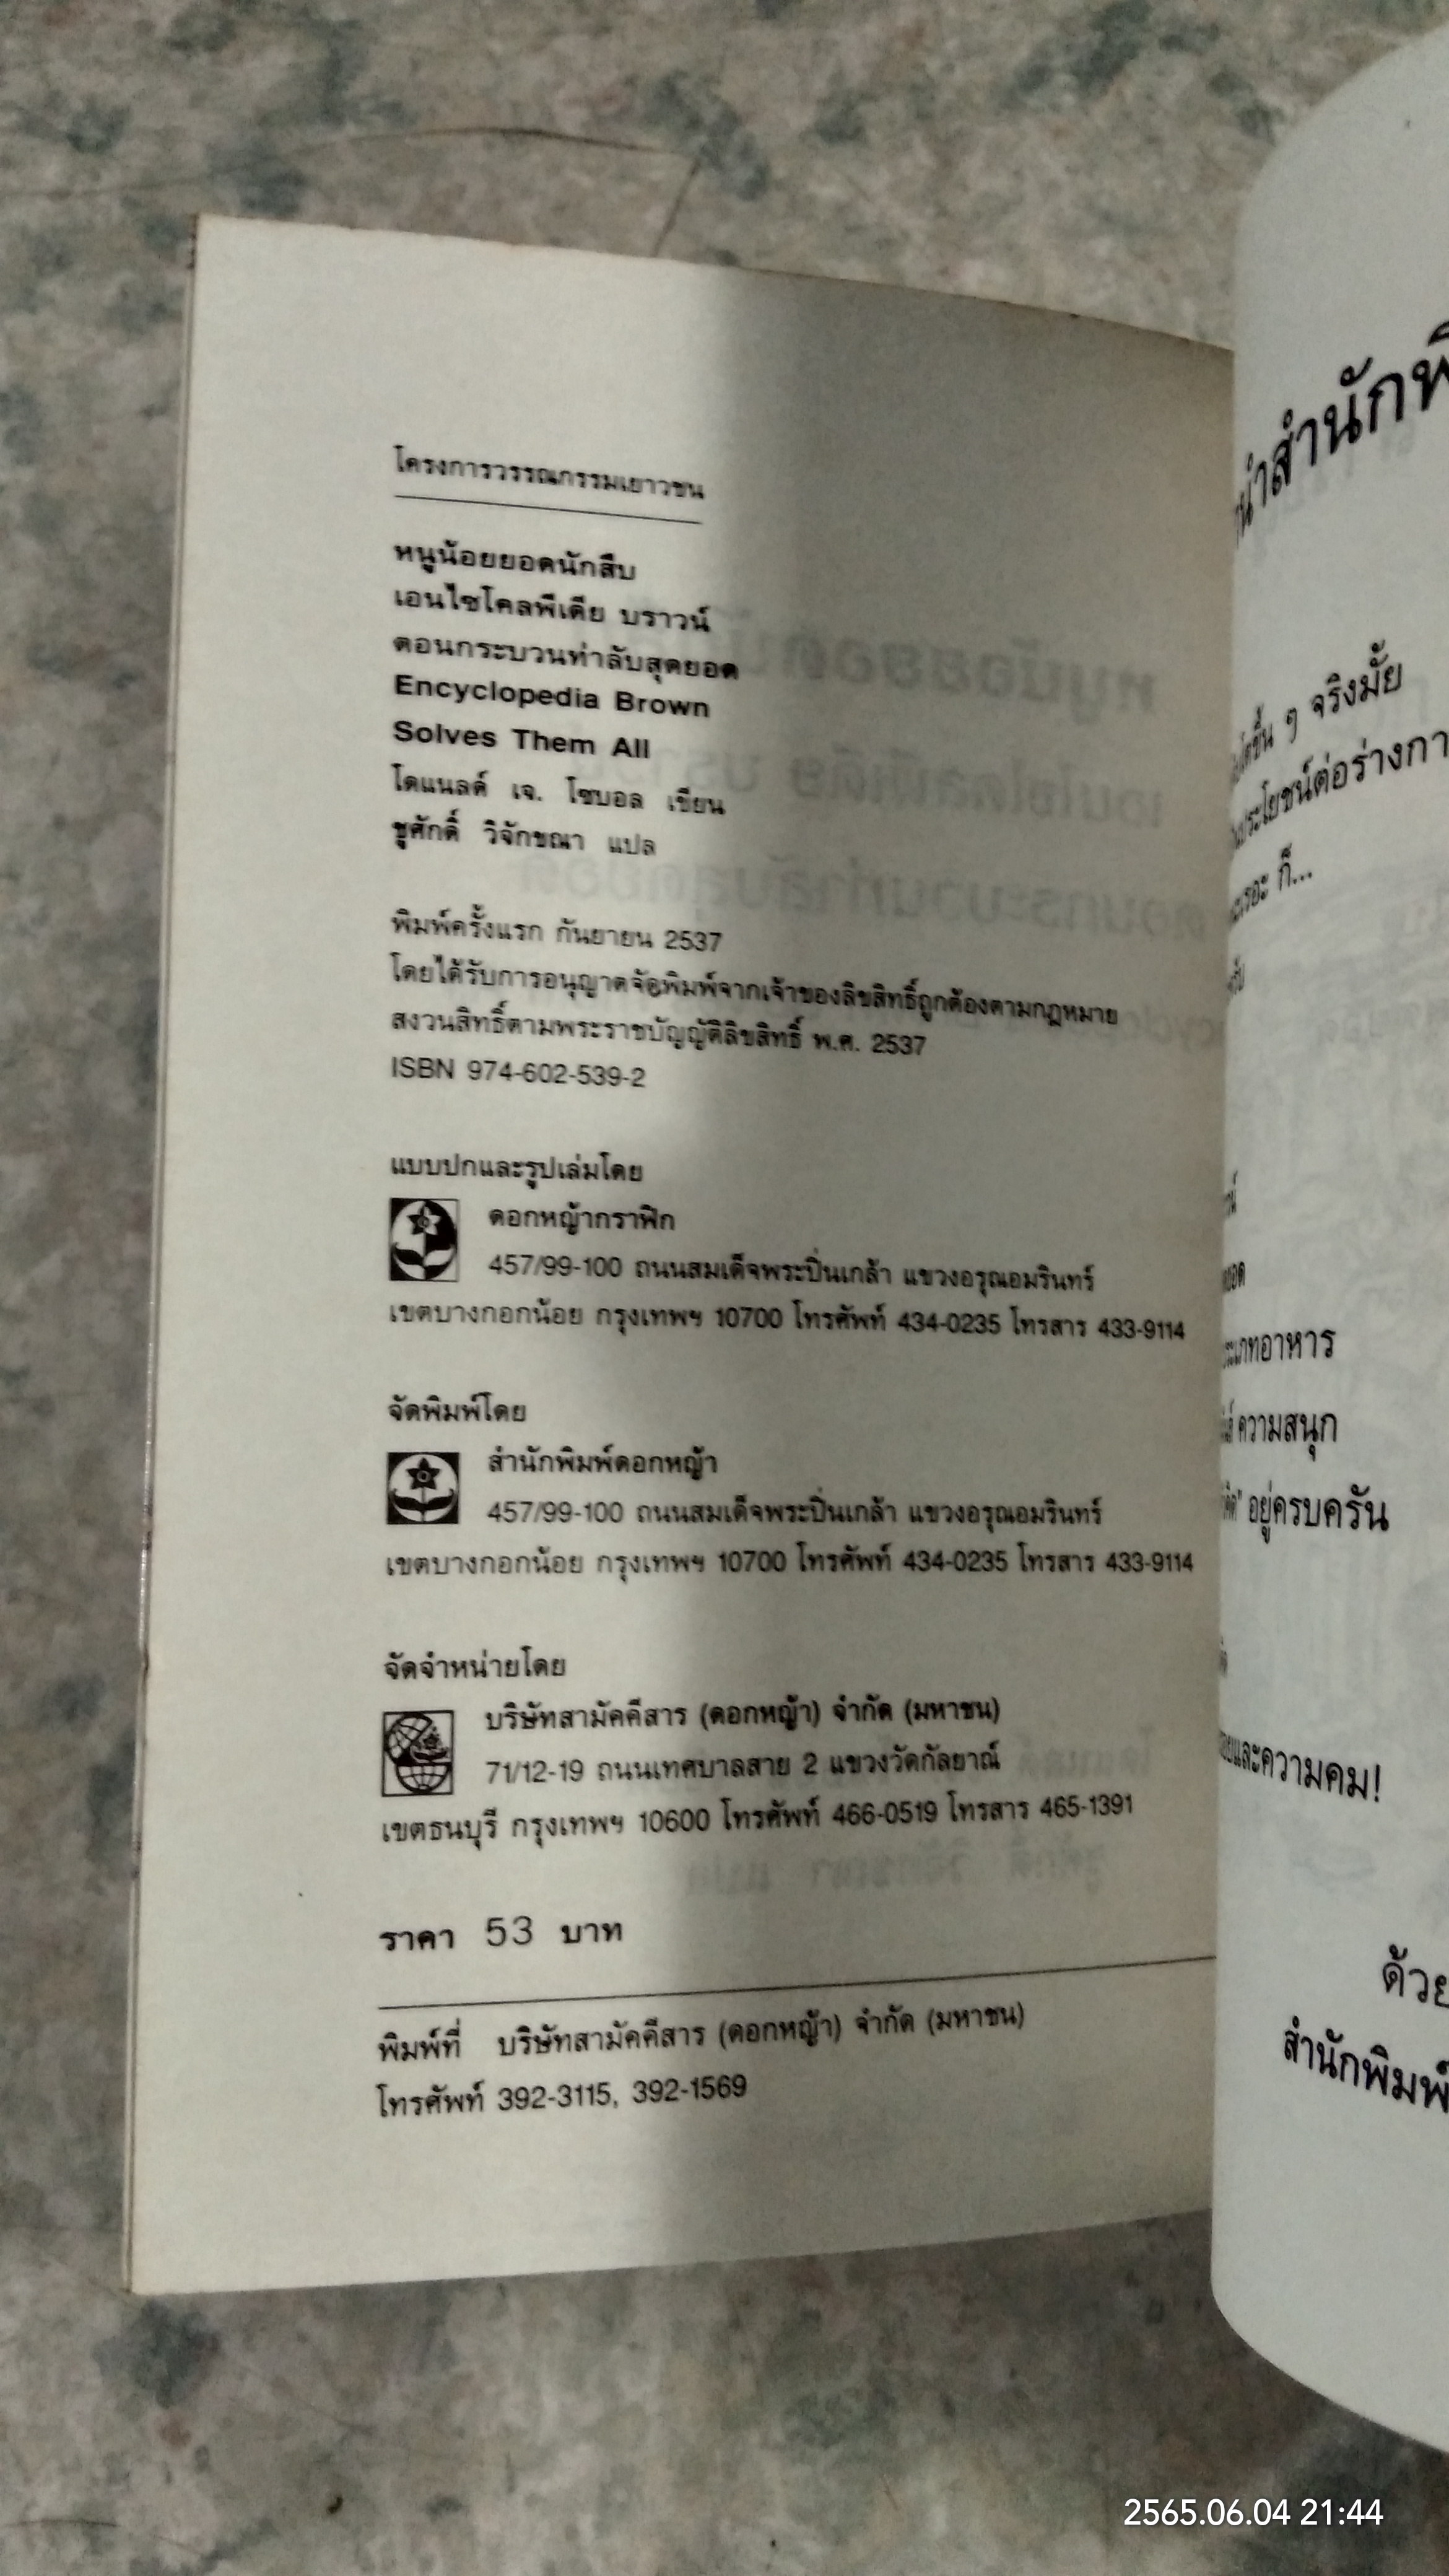 โครงการวรรณกรรมเยาวชน
หนูน้อยยอดนักสืบ
เอนไซโคลพีเดีย บราวน์
ตอนกระบวนท่าลับสุดยอด
Encyclopedia Brown
Solves Them All
โดแนลด์ เจ. โซบอล เขียน
ชูศักดิ์ วิจักขณา แปล
พิมพ์ครั้งแรก กันยายน 2537
โดยได้รับการอนุญาตจัดพิมพ์จากเจ้าของลิขสิทธิ์ถูกต้องตามกฎหมาย
สงวนสิทธิ์ตามพระราชบัญญัติลิขสิทธิ์ พ.ศ. 2537
ISBN 974-602-539-2
แบบปกและรูปเล่มโดย
ดอกหญ้ากราฟิก
457/99-100 ถนนสมเด็จพระปิ่นเกล้า แขวงอรุณอมรินทร์
เขตบางกอกน้อย กรุงเทพฯ 10700 โทรศัพท์ 434-0235 โทรสาร 433-9114
จัดพิมพ์โดย
สำนักพิมพ์ดอกหญ้า
457/99-100 ถนนสมเด็จพระปิ่นเกล้า แขวงอรุณอมรินทร์
เขตบางกอกน้อย กรุงเทพฯ 10700 โทรศัพท์ 434-0235 โทรสาร 433-9114
จัดจำหน่ายโดย
บริษัทสามัคคีสาร (ดอกหญ้า) จำกัด (มหาชน)
71/12-19 ถนนเทศบาลสาย 2 แขวงวัดกัลยาณ์
เขตธนบุรี กรุงเทพฯ 10600 โทรศัพท์ 466-0519 โทรสาร 465-1391
ราคา 53 บาท
พิมพ์ที่ บริษัทสามัคคีสาร (ดอกหญ้า) จำกัด (มหาชน)
โทรศัพท์ 392-3115, 392-1569
ๆ จริงมั้ย
ก็...
อาหาร
ความสนุก
อยู่ครบครัน
และความคม!
ด้วย
สำนักพิมพ์
2565.06.04 21:44